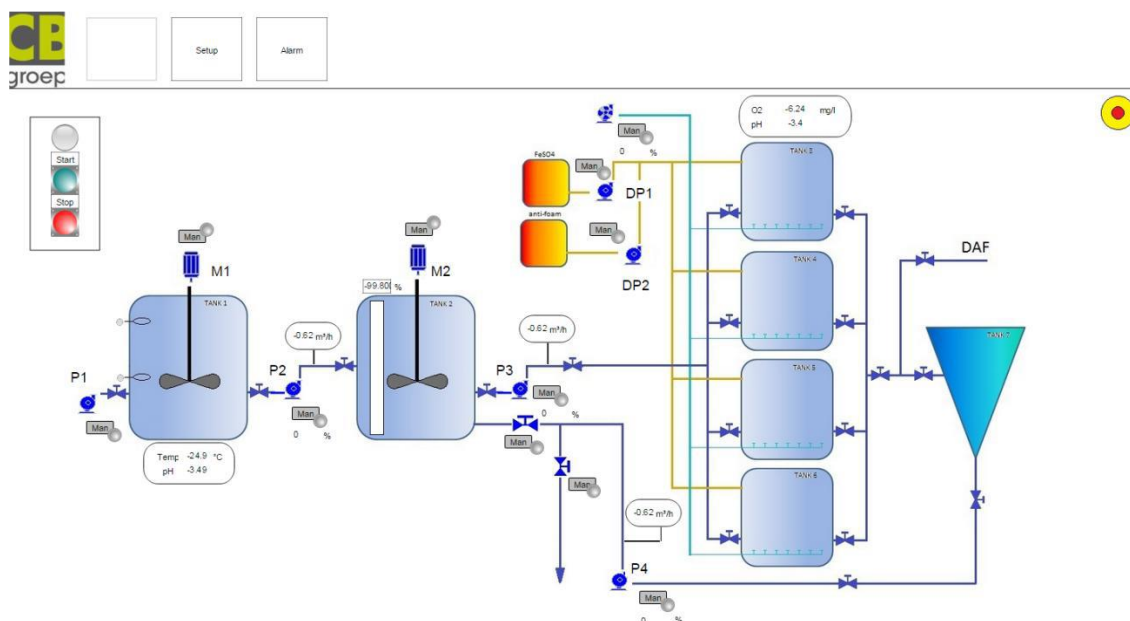 CB
groep
Setup
Alarm
Start
Stop
Man
M1
TANK 1
P1
Man
Temp -24.9 °C
pH -3.49
P2
Man
0 %
-0.62 m³/h
Man
M2
-99.80 %
TANK 2
P3
Man
0 %
-0.62 m³/h
Man
Man
-0.62 m³/h
P4
Man
0 %
Man
0 %
FeSO4
Man
DP1
anti-foam
Man
DP2
O2 -6.24 mg/l
pH -3.4
TANK 3
TANK 4
TANK 5
TANK 6
DAF
TANK 7